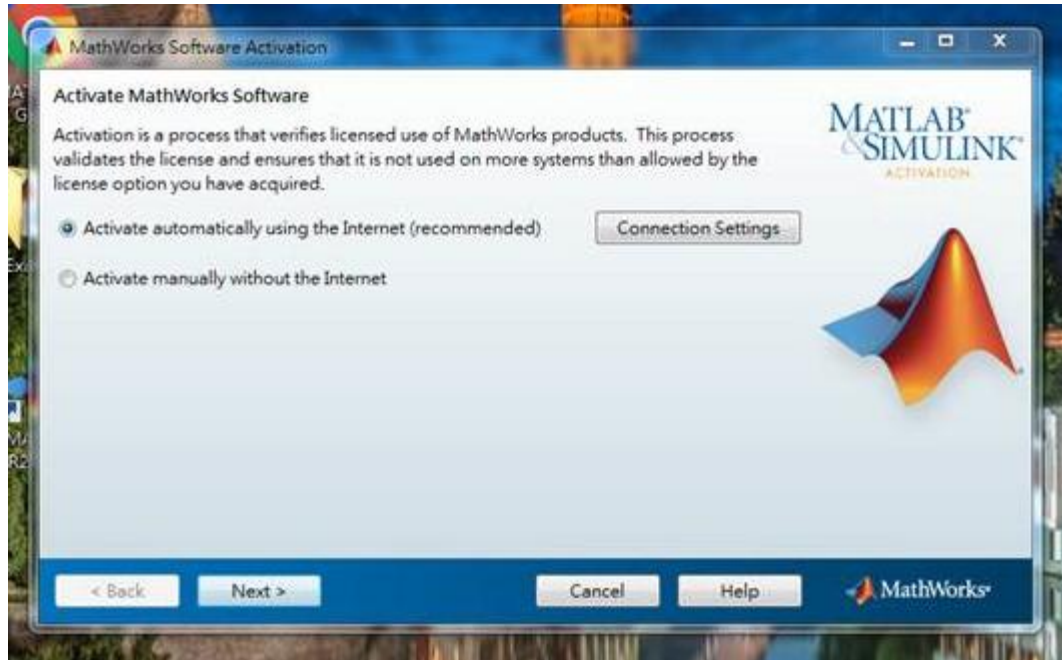 MathWorks Software Activation
Activate MathWorks Software
Activation is a process that verifies licensed use of MathWorks products. This process
validates the license and ensures that it is not used on more systems than allowed by the
license option you have acquired.
MATLAB®
SIMULINK®
ACTIVATION
Activate automatically using the Internet (recommended)
Connection Settings
Activate manually without the Internet
< Back
Next >
Cancel
Help
MathWorks®